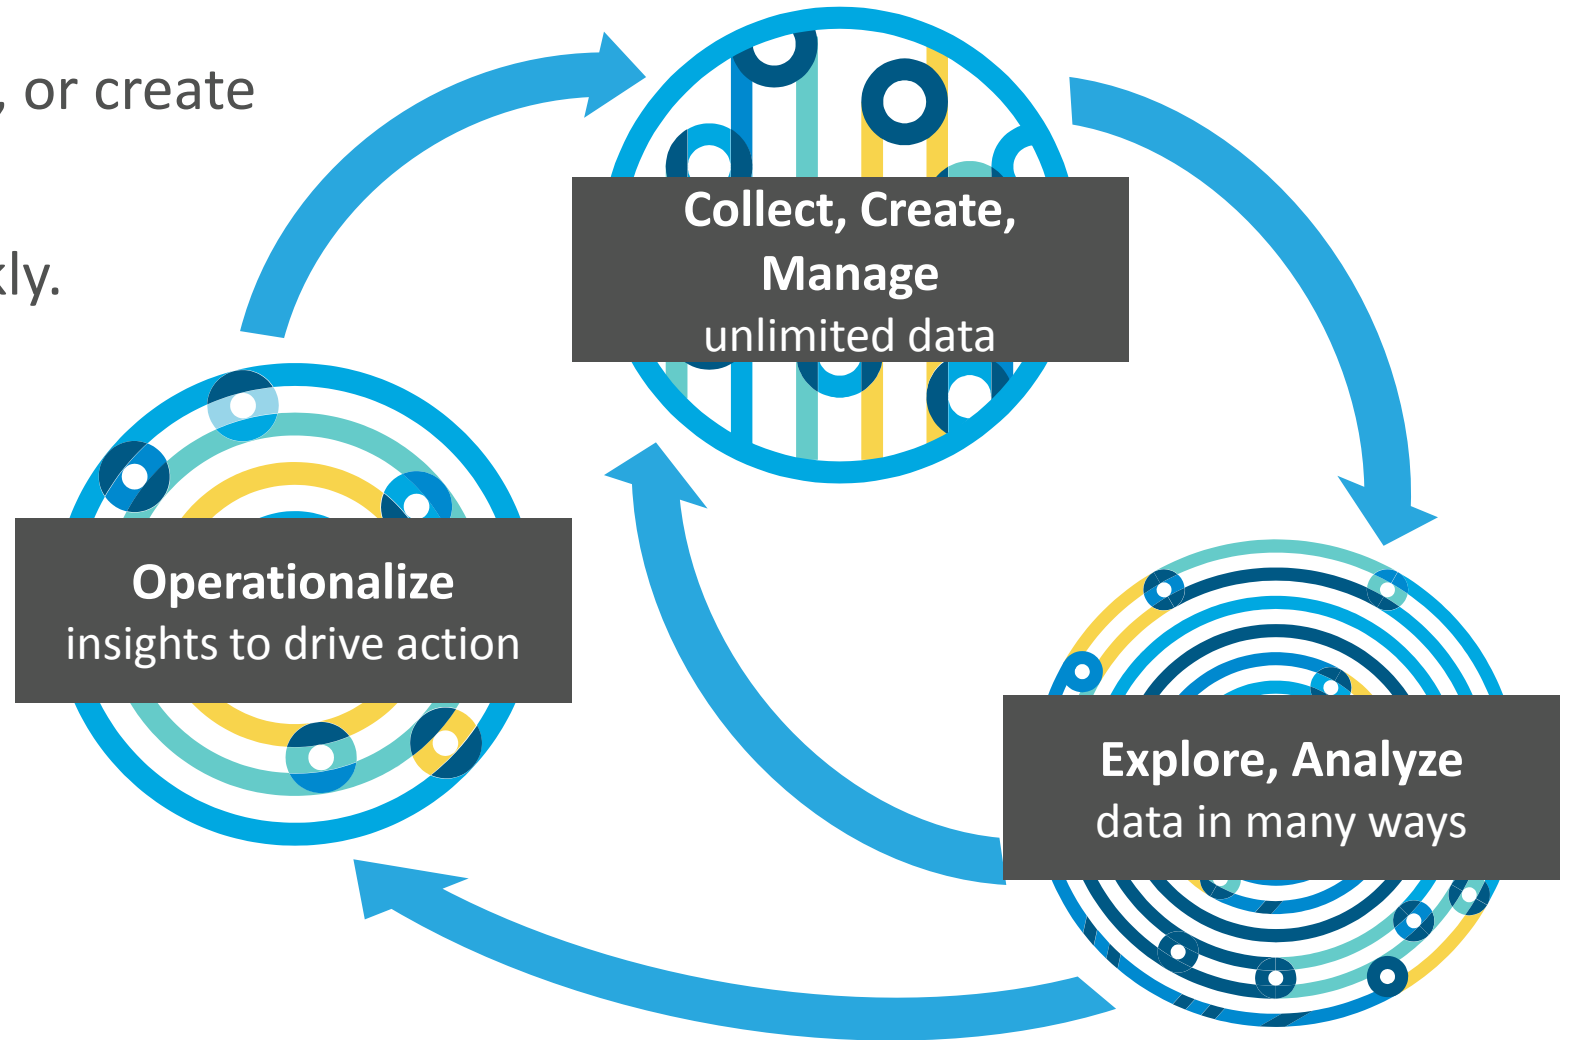 , or create
kly.
Collect, Create,
Manage
unlimited data
Operationalize
insights to drive action
Explore, Analyze
data in many ways